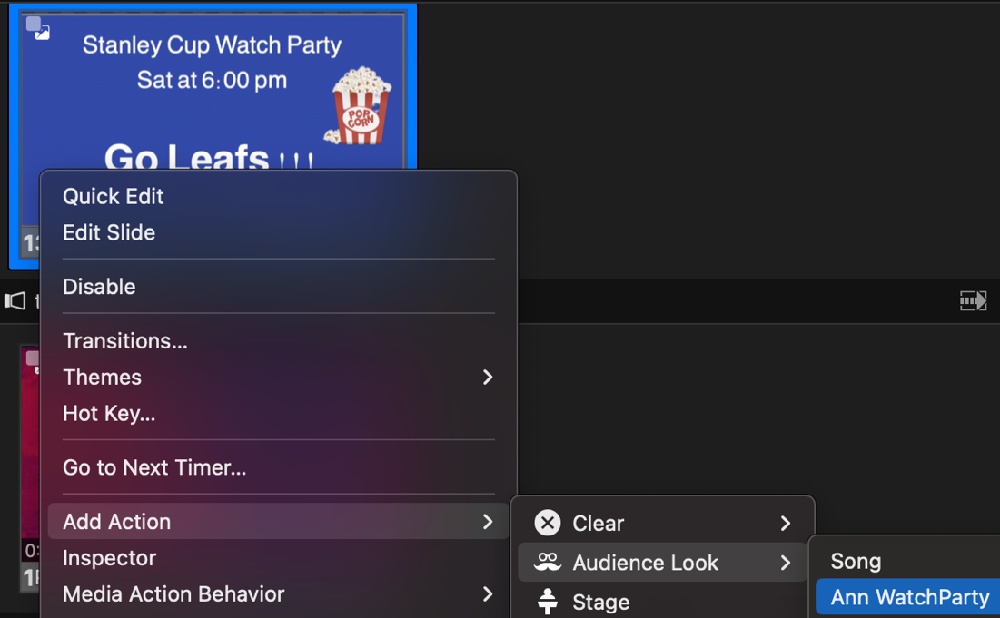 Stanley Cup Watch Party
Sat at 6:00 pm
POP
CORN
Go Leafs !!!
Quick Edit
Edit Slide
Disable
Transitions...
Themes
Hot Key...
Go to Next Timer...
Add Action
Inspector
Media Action Behavior
Clear
Audience Look
Stage
Song
Ann WatchParty